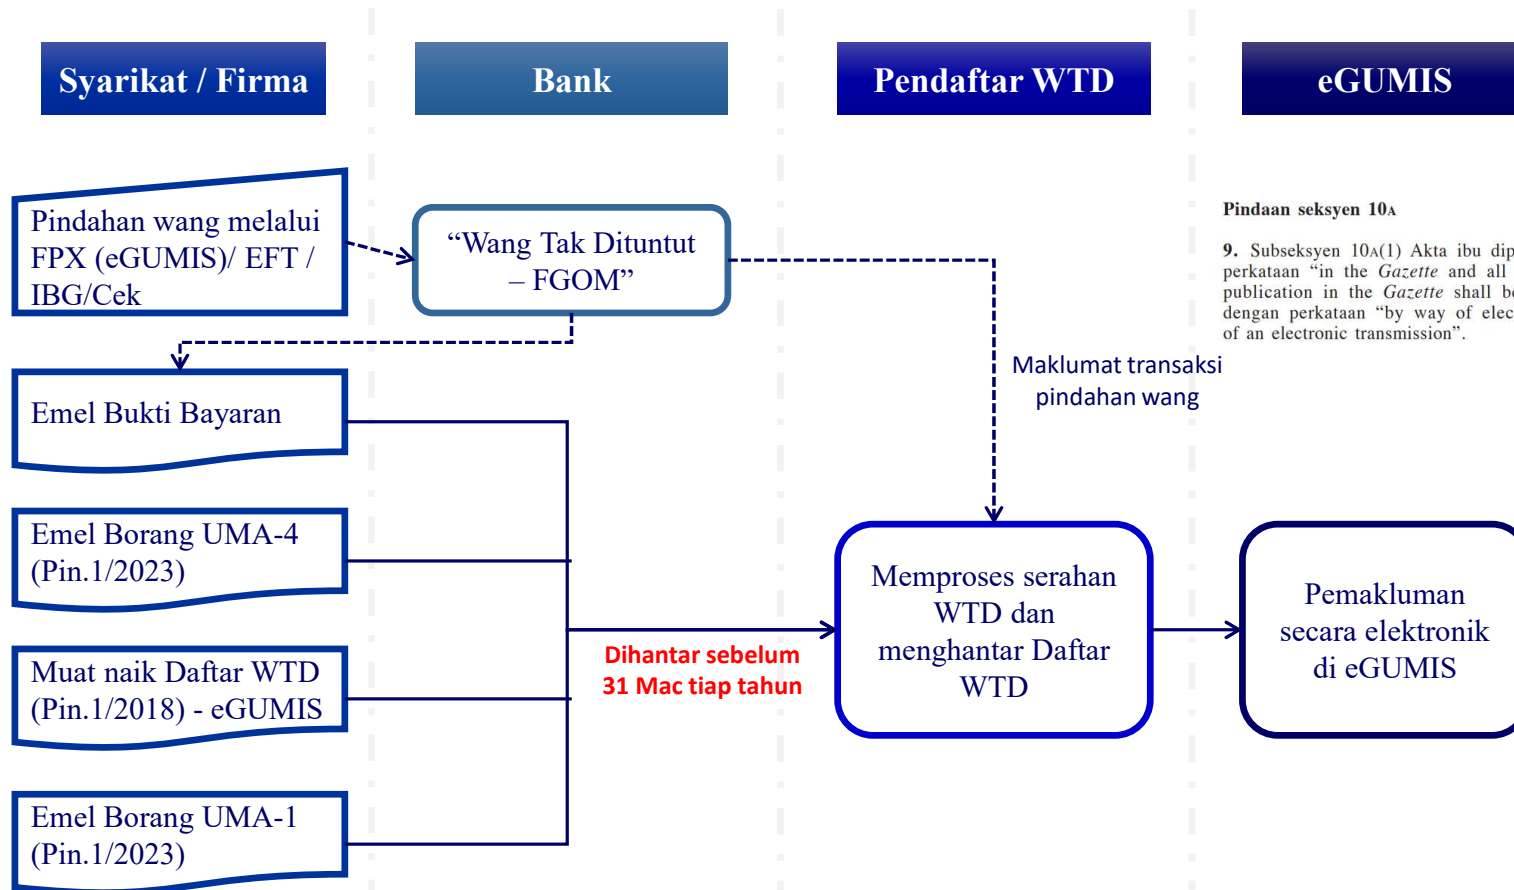 Syarikat / Firma
Bank
Pendaftar WTD
eGUMIS
Pindahan wang melalui
FPX (eGUMIS)/ EFT /
IBG/Cek
“Wang Tak Dituntut
– FGOM”
Pindaan seksyen 10A
9. Subseksyen 10A(1) Akta ibu dip
perkataan “in the Gazette and all
publication in the Gazette shall be
dengan perkataan “by way of elec
of an electronic transmission”.
Maklumat transaksi
pindahan wang
Emel Bukti Bayaran
Emel Borang UMA-4
(Pin.1/2023)
Muat naik Daftar WTD
(Pin.1/2018) - eGUMIS
Emel Borang UMA-1
(Pin.1/2023)
Dihantar sebelum
31 Mac tiap tahun
Memproses serahan
WTD dan
menghantar Daftar
WTD
Pemakluman
secara elektronik
di eGUMIS